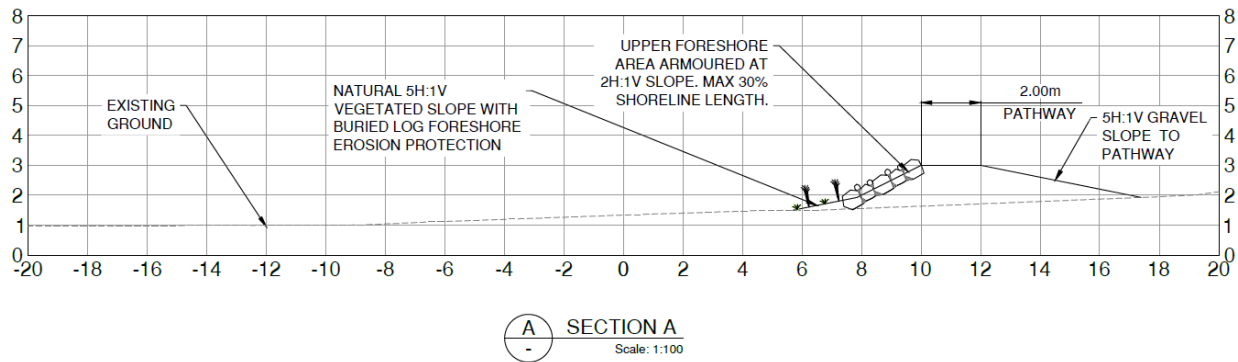 8 8
7 7
6 6
5 5
4 4
3 3
2 2
1 1
0 0
-20 -18 -16 -14 -12 -10 -8 -6 -4 -2 0 2 4 6 8 10 12 14 16 18 20
EXISTING
GROUND
NATURAL 5H:1V
VEGETATED SLOPE WITH
BURIED LOG FORESHORE
EROSION PROTECTION
UPPER FORESHORE
AREA ARMOURED AT
2H:1V SLOPE. MAX 30%
SHORELINE LENGTH.
2.00m
PATHWAY
5H:1V GRAVEL
SLOPE TO
PATHWAY
A
-
SECTION A
Scale: 1:100